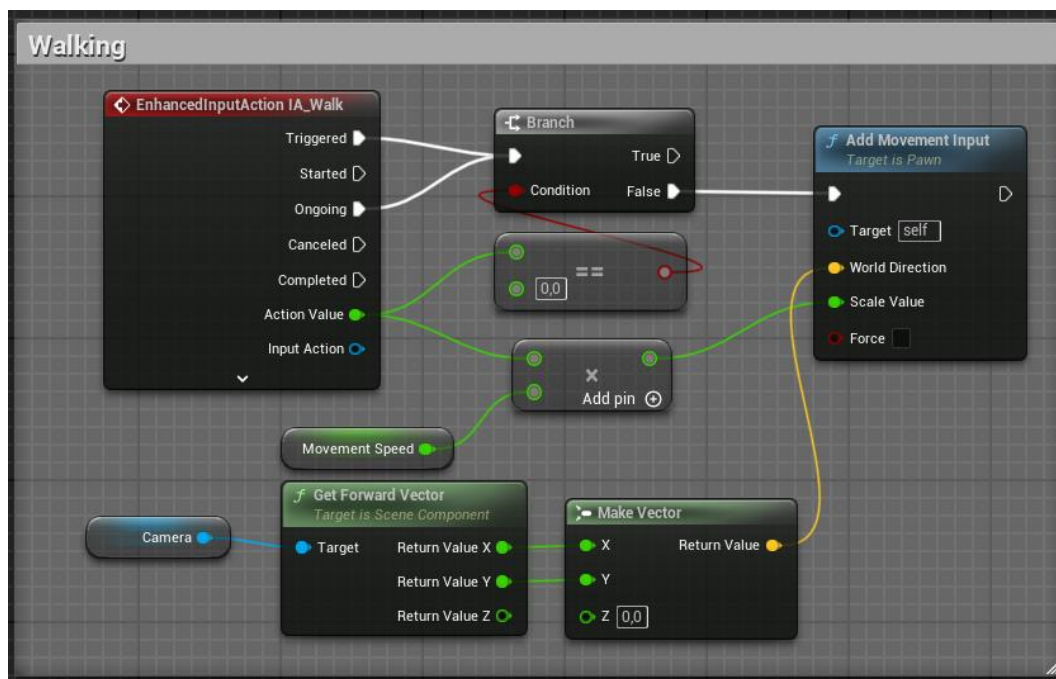 Walking
EnhancedInputAction IA_Walk
Triggered
Started
Ongoing
Canceled
Completed
Action Value
Input Action
Branch
True
Condition
False
==
0,0
×
Add pin
Movement Speed
Add Movement Input
Target is Pawn
Target self
World Direction
Scale Value
Force
Camera
Get Forward Vector
Target is Scene Component
Target Return Value X
Return Value Y
Return Value Z
Make Vector
X Return Value
Y
Z 0,0